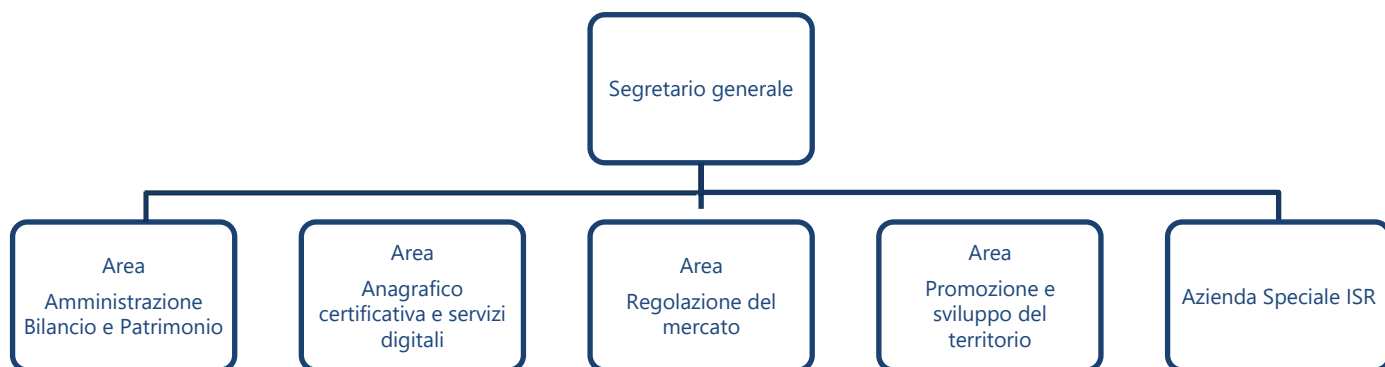 Segretario generale
Area
Amministrazione
Bilancio e Patrimonio
Area
Anagrafico
certificativa e servizi
digitali
Area
Regolazione del
mercato
Area
Promozione e
sviluppo del
territorio
Azienda Speciale ISR